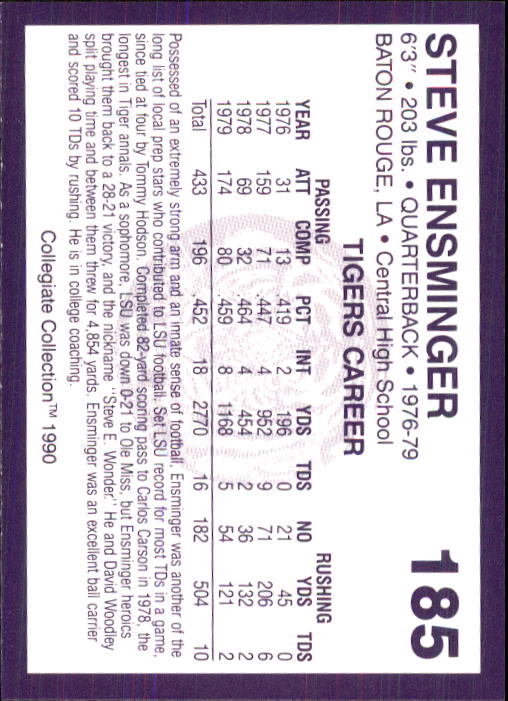 STEVE ENSMINGER 185
6'3" • 203 lbs. • QUARTERBACK • 1976-79
BATON ROUGE, LA • Central High School
TIGERS CAREER
PASSING RUSHING
YEAR ATT COMP PCT INT YDS TDS NO YDS TDS
1976 31 13 .419 2 196 0 21 45 0
1977 159 71 .447 4 952 9 71 206 6
1978 69 32 .464 4 454 2 36 132 2
1979 174 80 .459 8 1168 5 54 121 2
Total 433 196 .452 18 2770 16 182 504 10
Possessed of an extremely strong arm and an innate sense of football, Ensminger was another of the
long list of local prep stars who contributed to LSU football. Set LSU record for most TDs in a game,
since tied at four by Tommy Hodson. Completed 82-yard scoring pass to Carlos Carson in 1978, the
longest in Tiger annals. As a sophomore, LSU was down 0-21 to Ole Miss, but Ensminger heroics
brought them back to a 28-21 victory, and the nickname "Steve E. Wonder." He and David Woodley
split playing time and between them threw for 4,854 yards. Ensminger was an excellent ball carrier
and scored 10 TDs by rushing. He is in college coaching.
Collegiate Collection™ 1990